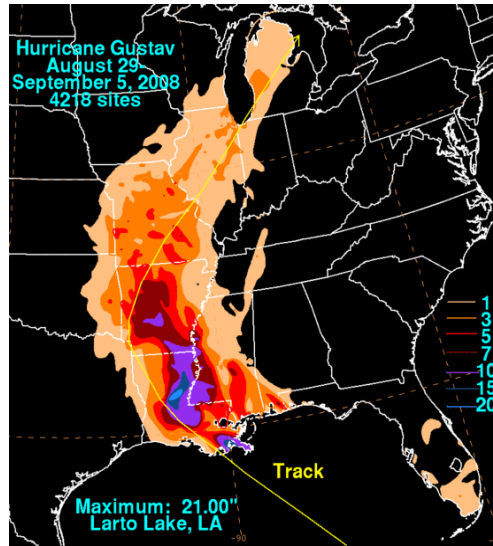 Hurricane Gustav
August 29
September 5, 2008
4218 sites
1
3
5
7
10
15
20
Track
Maximum: 21.00"
Larto Lake, LA
-90